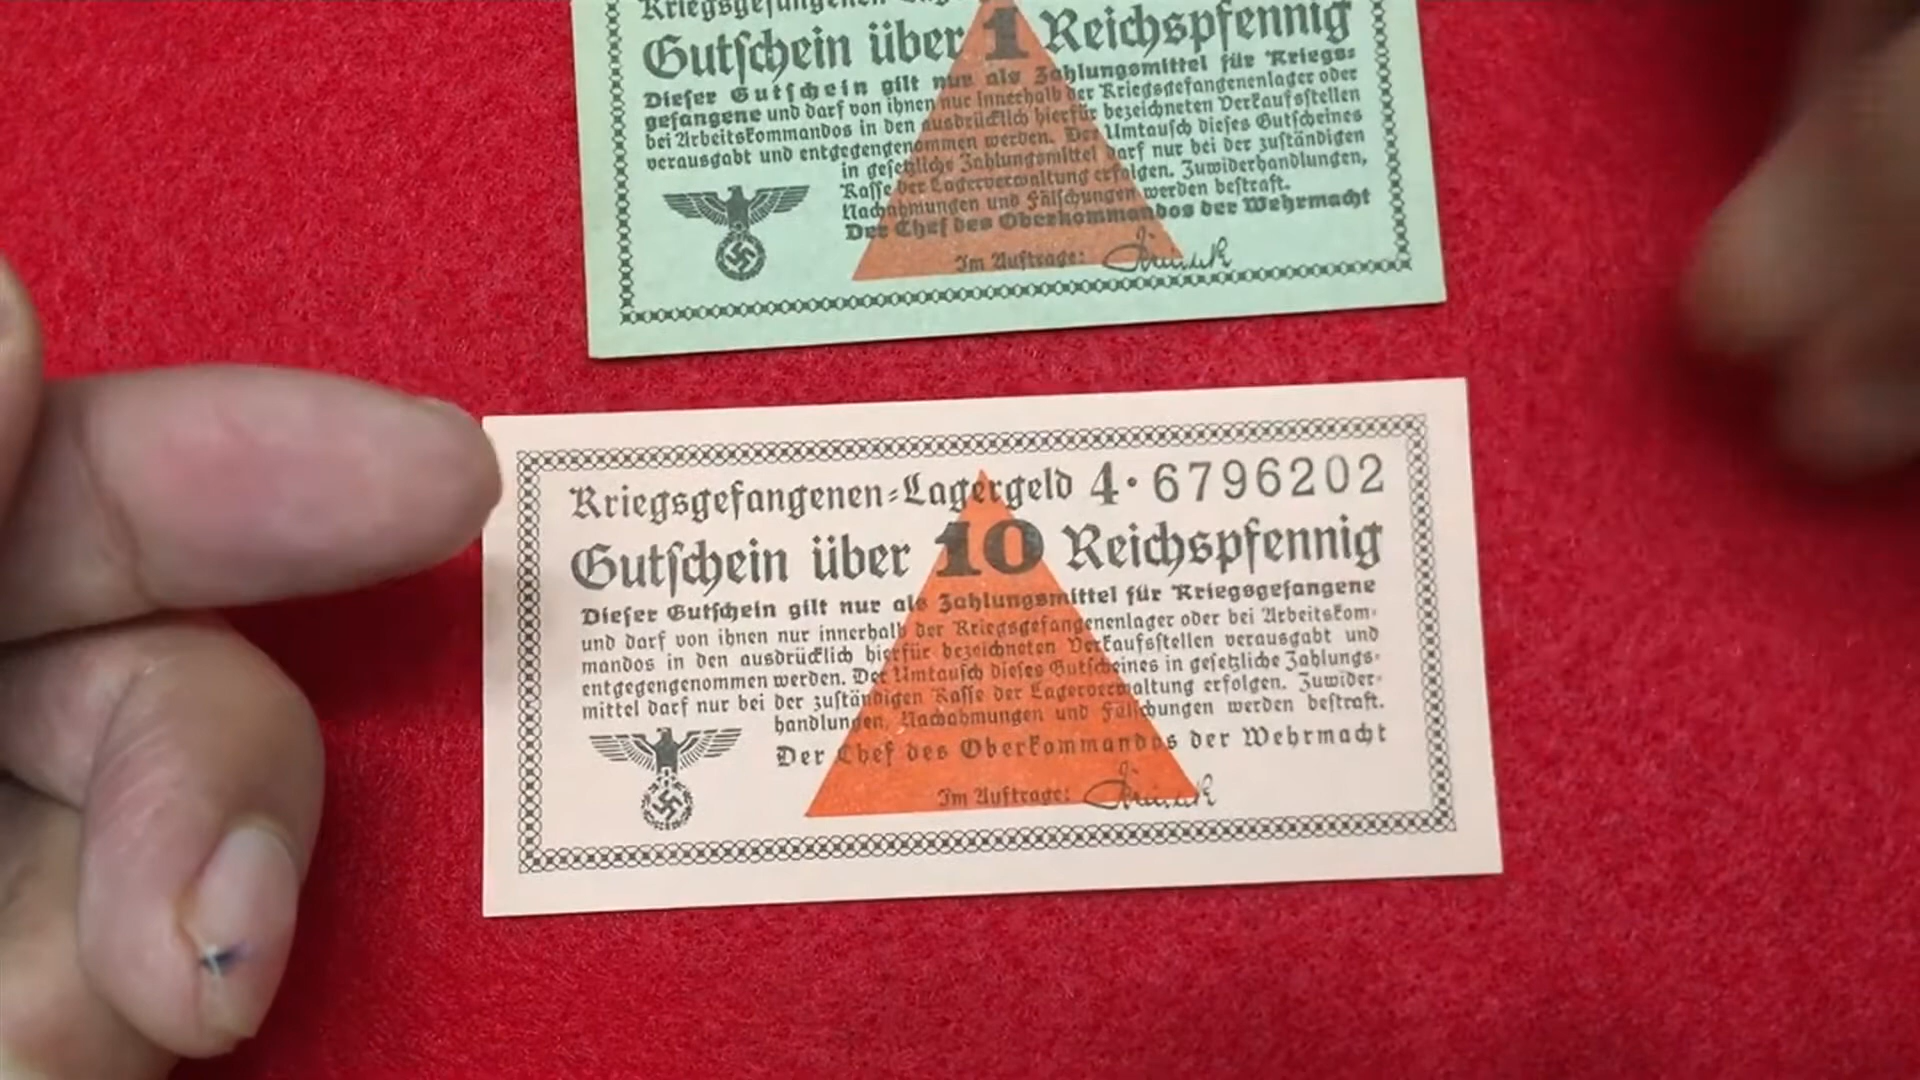 Kriegsgefangenen-Lager
Gutschein über 1 Reichspfennig
Dieser Gutschein gilt nur als Zahlungsmittel für Kriegs-
gefangene und darf von ihnen nur innerhalb der Kriegsgefangenenlager oder
bei Arbeitskommandos in den ausdrücklich hierfür bezeichneten Verkaufsstellen
verausgabt und entgegengenommen werden. Der Umtausch dieses Gutscheines
in gesetzliche Zahlungsmittel darf nur bei der zuständigen
Kasse der Lagerverwaltung erfolgen. Zuwiderhandlungen,
Nachahmungen und Fälschungen werden bestraft.
Der Chef des Oberkommandos der Wehrmacht
Im Auftrage:
Kriegsgefangenen-Lagergeld 4·6796202
Gutschein über 10 Reichspfennig
Dieser Gutschein gilt nur als Zahlungsmittel für Kriegsgefangene
und darf von ihnen nur innerhalb der Kriegsgefangenenlager oder bei Arbeitskom-
mandos in den ausdrücklich hierfür bezeichneten Verkaufsstellen verausgabt und
entgegengenommen werden. Der Umtausch dieses Gutscheines in gesetzliche Zahlungs-
mittel darf nur bei der zuständigen Kasse der Lagerverwaltung erfolgen. Zuwider-
handlungen, Nachahmungen und Fälschungen werden bestraft.
Der Chef des Oberkommandos der Wehrmacht
Im Auftrage: